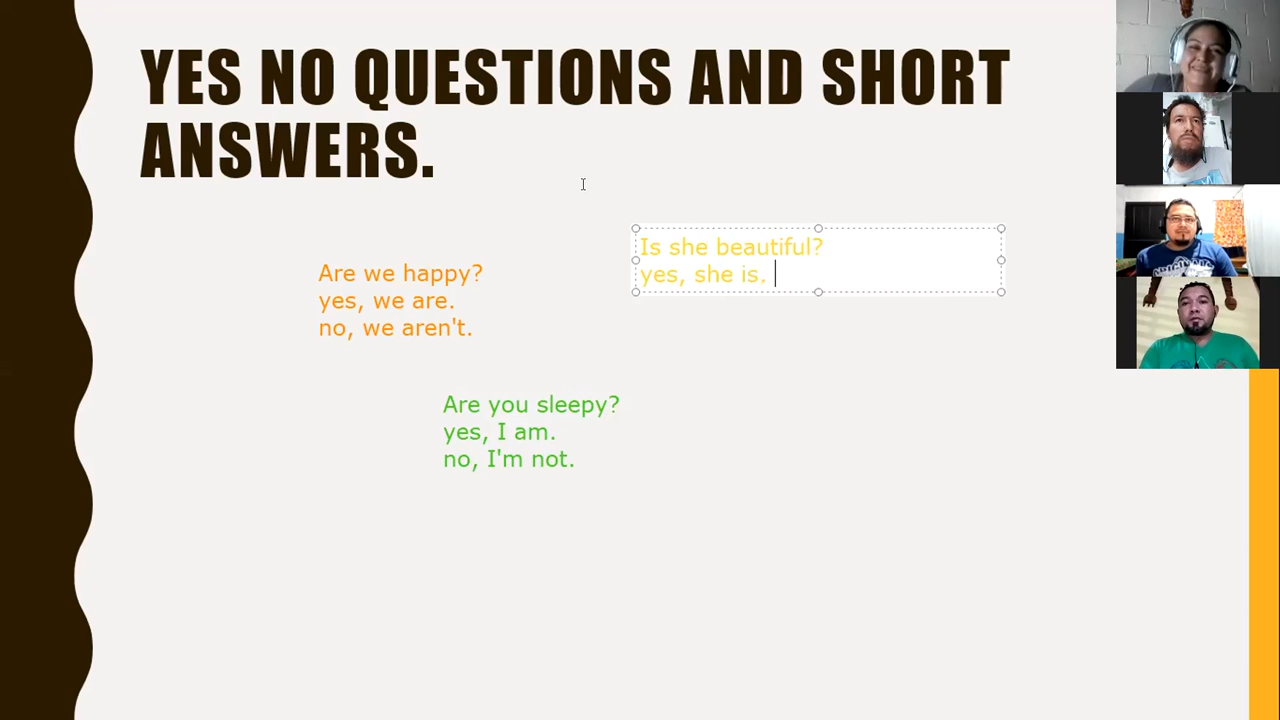 YES NO QUESTIONS AND SHORT
ANSWERS.
Are we happy?
yes, we are.
no, we aren't.
Is she beautiful?
yes, she is.
Are you sleepy?
yes, I am.
no, I'm not.